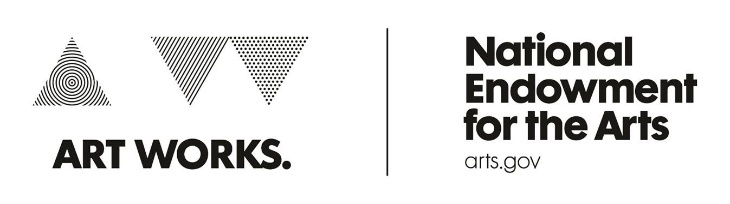 ART WORKS.
National
Endowment
for the Arts
arts.gov